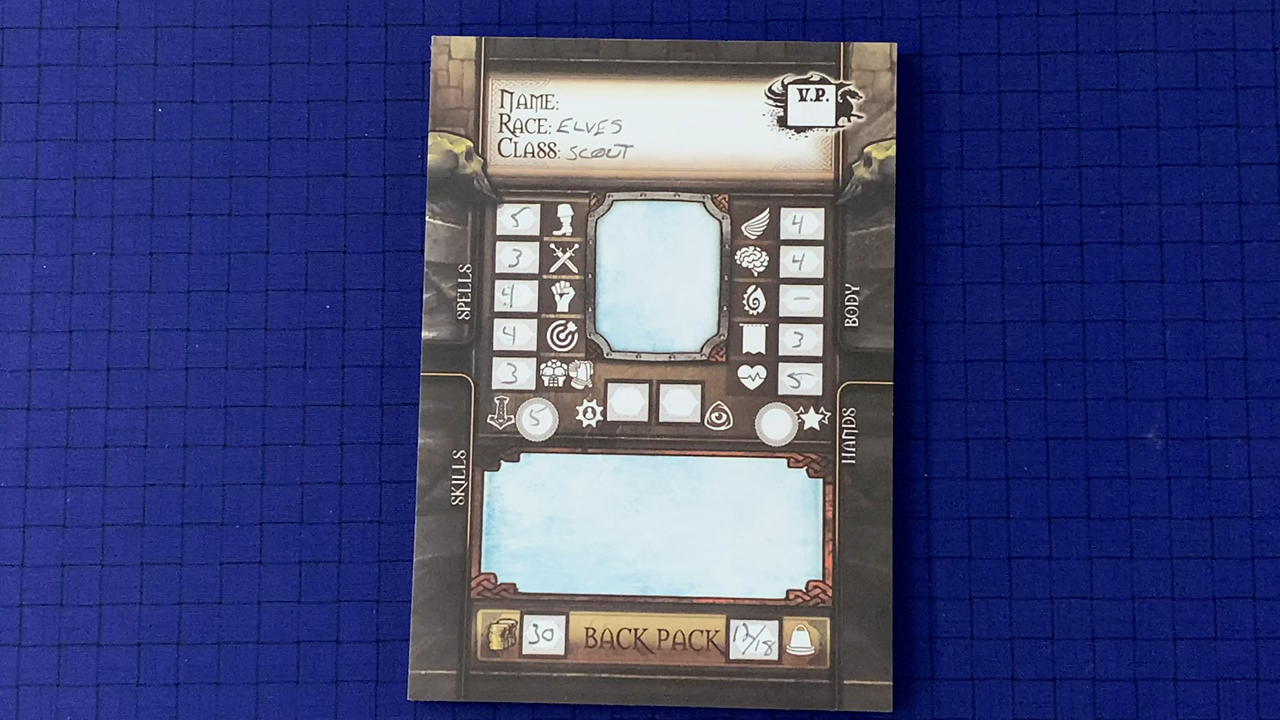 NAME:
V.P.
RACE: ELVES
CLASS: SCOUT
5 4
3 4
4 -
4 3
3 5
5
SPELLS
BODY
SKILLS
HANDS
30 BACK PACK 12/18